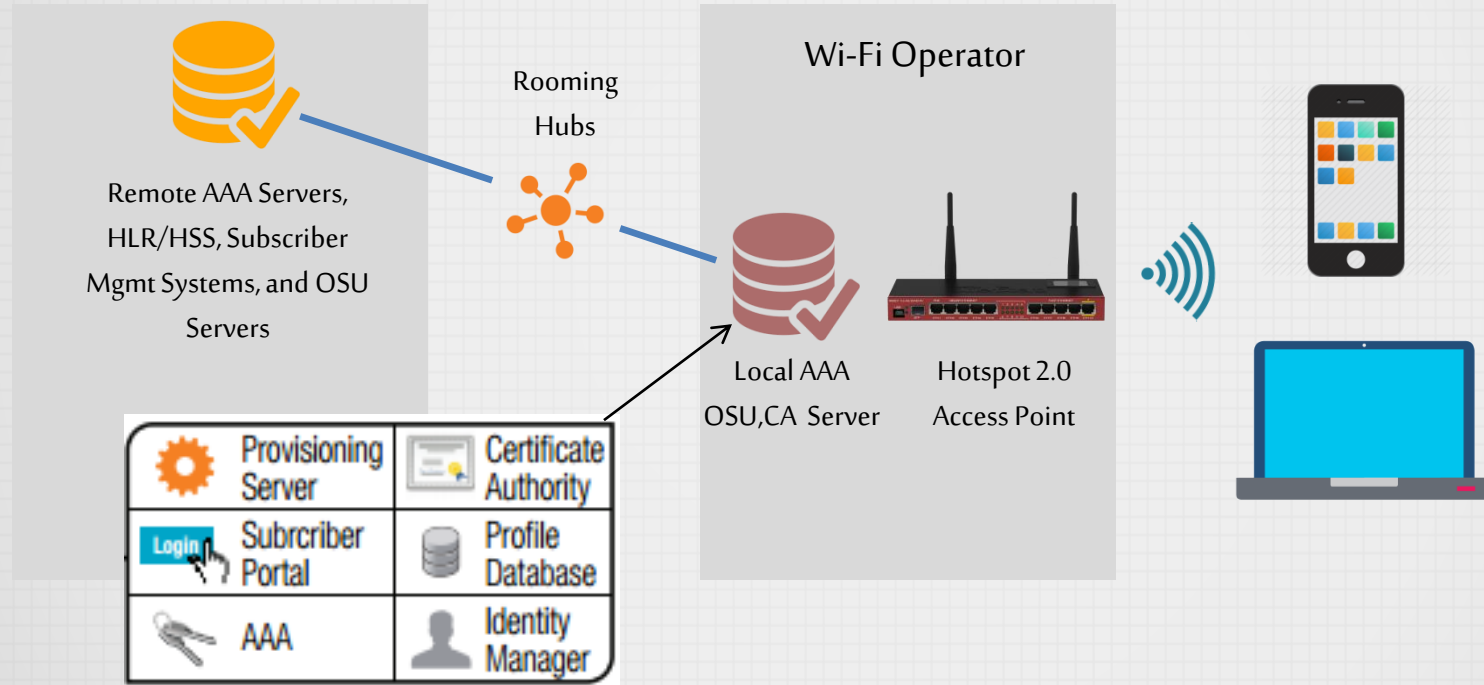 Wi-Fi Operator
Rooming
Hubs
Remote AAA Servers,
HLR/HSS, Subscriber
Mgmt Systems, and OSU
Servers
Local AAA
OSU,CA Server
Hotspot 2.0
Access Point
Provisioning
Server
Certificate
Authority
Login
Subrcriber
Portal
Profile
Database
AAA
Identity
Manager